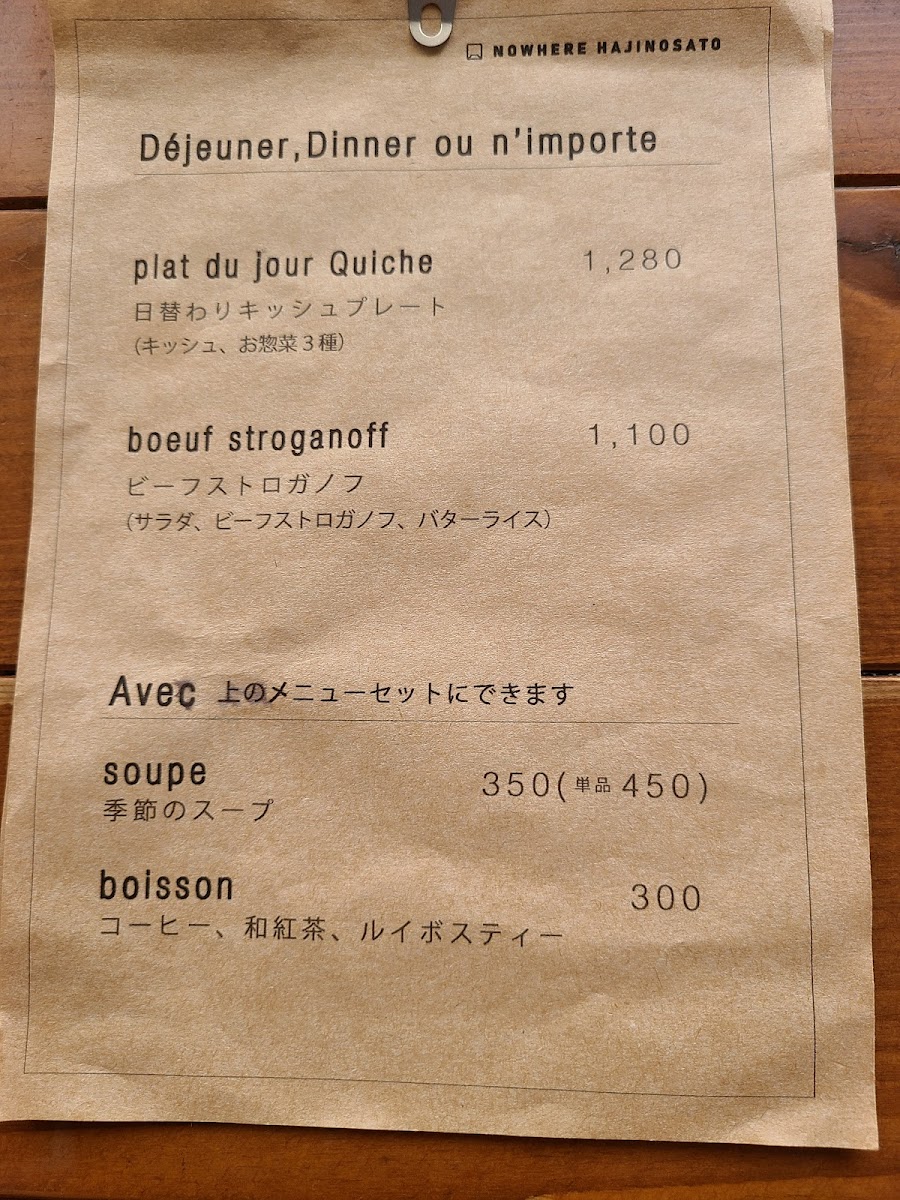 NOWHERE HAJINOSATO
Déjeuner,Dinner ou n'importe
plat du jour Quiche 1,280
日替わりキッシュプレート
(キッシュ、お惣菜３種)
boeuf stroganoff 1,100
ビーフストロガノフ
(サラダ、ビーフストロガノフ、バターライス)
Avec 上のメニューセットにできます
soupe 350(単品 450)
季節のスープ
boisson 300
コーヒー、和紅茶、ルイボスティー